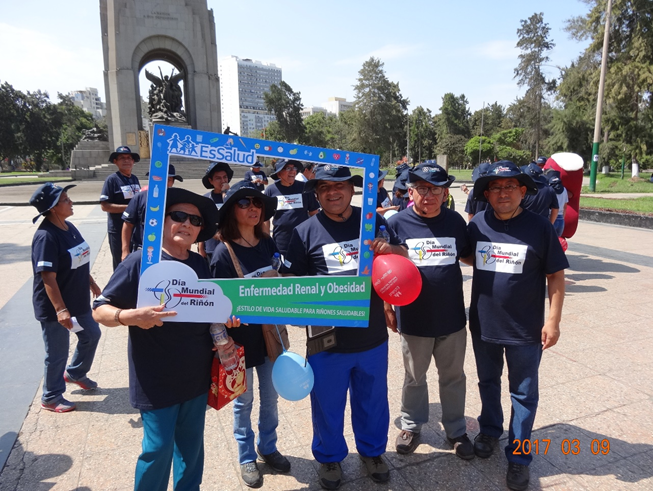 EsSalud
Día Mundial
del Riñón
Enfermedad Renal y Obesidad
¡ESTILO DE VIDA SALUDABLE PARA RIÑONES SALUDABLES!
Día Mundial
del Riñón
Día Mundial
del Riñón
Día Mundial
del Riñón
2017 03 09